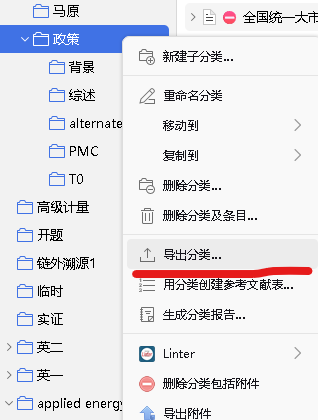 马原
全国统一大市
政策
新建子分类...
背景
重命名分类
综述
移动到
alternate
复制到
PMC
删除分类...
T0
删除分类及条目...
高级计量
开题
导出分类...
链外溯源1
用分类创建参考文献表...
临时
生成分类报告...
实证
英二
Linter
英一
删除分类包括附件
applied energy
导出附件